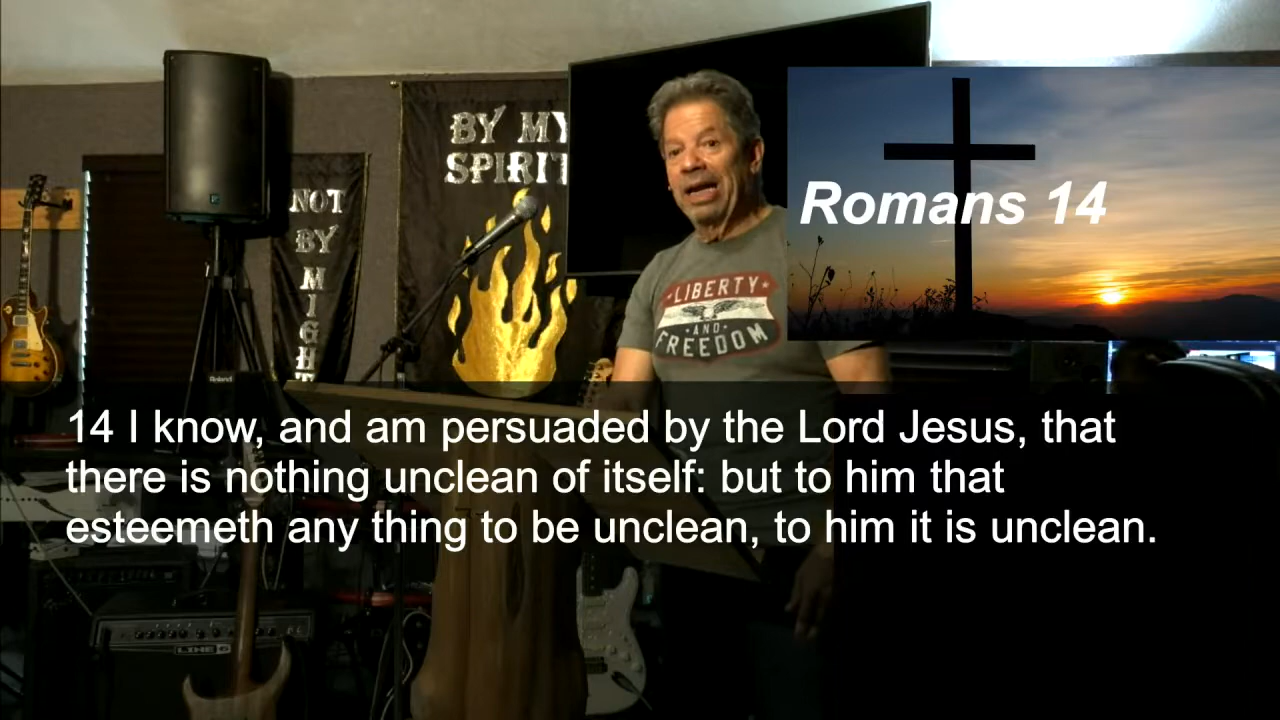 BY MY
SPIRIT
NOT
BY
MIGHT
Romans 14
LIBERTY
AND
FREEDOM
Roland
14 I know, and am persuaded by the Lord Jesus, that
there is nothing unclean of itself: but to him that
esteemeth any thing to be unclean, to him it is unclean.
LINE 6